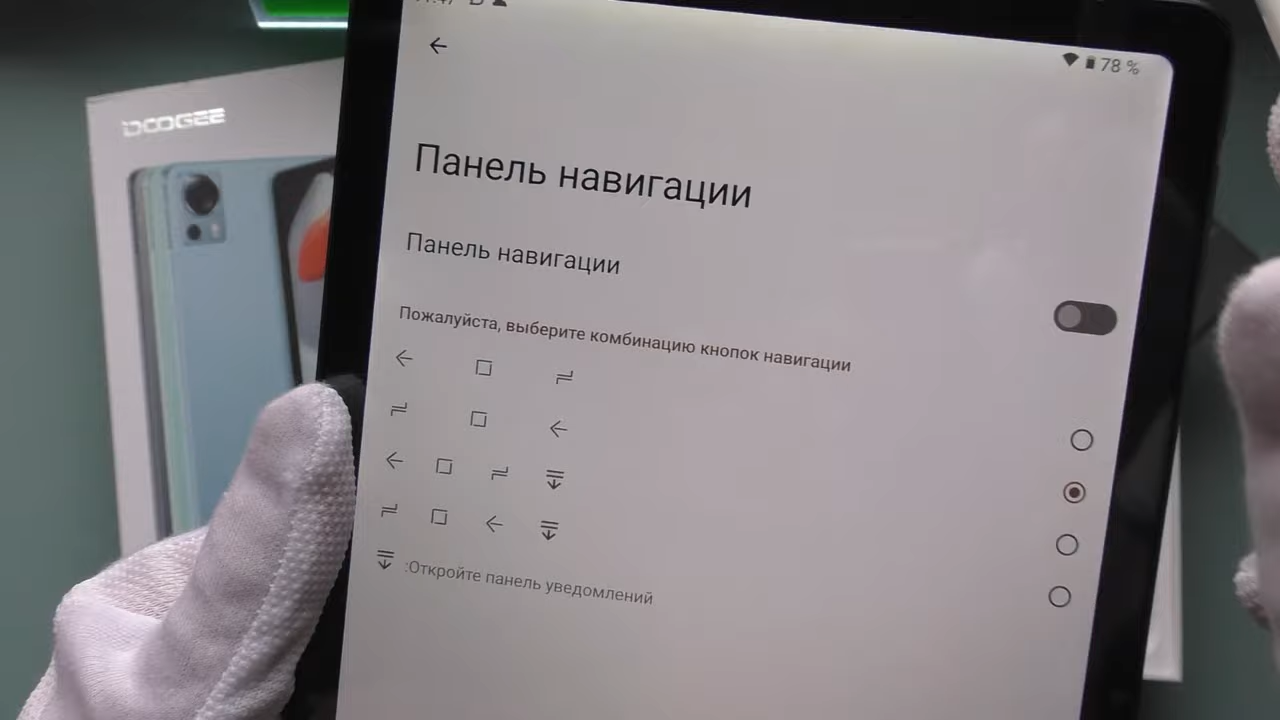 78 %
DOOGEE
Панель навигации
Панель навигации
Пожалуйста, выберите комбинацию кнопок навигации
:Откройте панель уведомлений